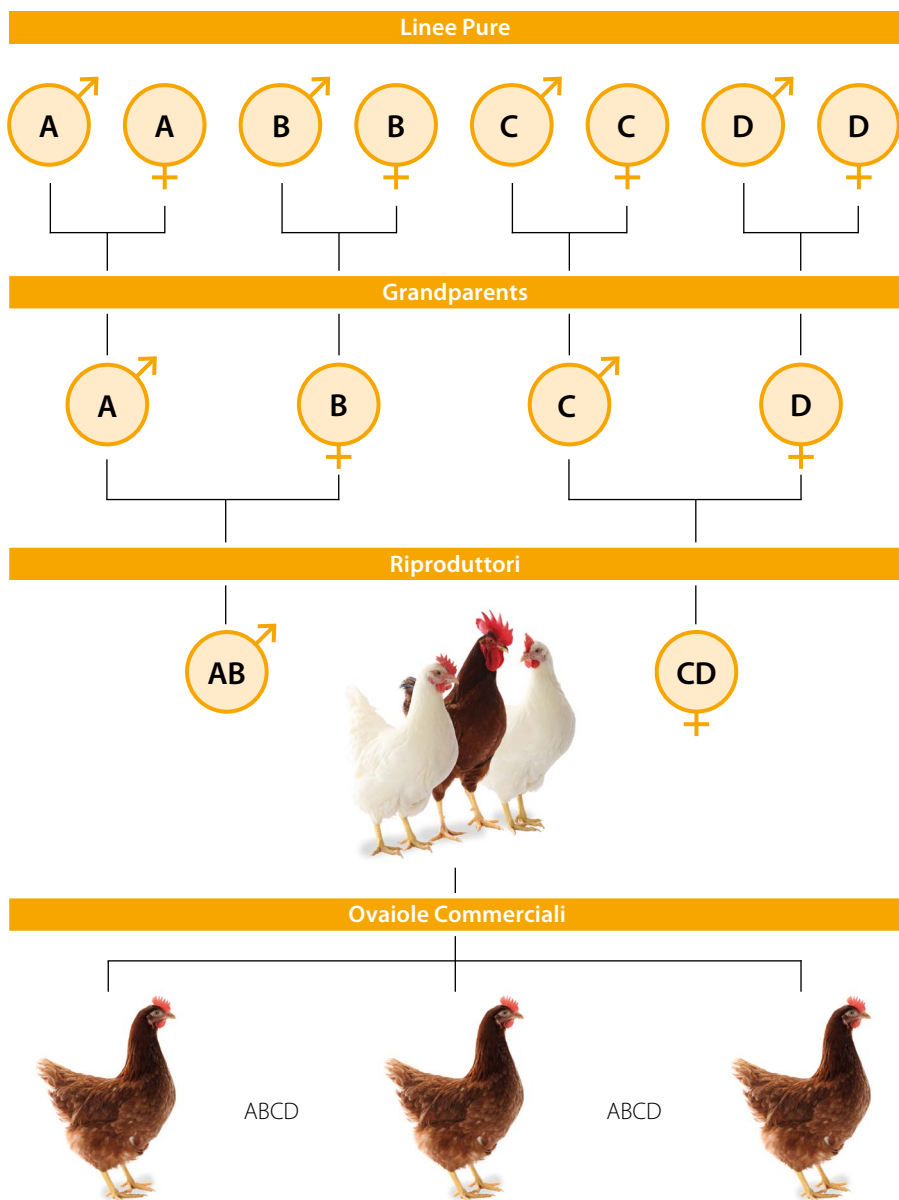 Linee Pure
A A B B C C D D
Grandparents
A B C D
Riproduttori
AB CD
Ovaiole Commerciali
ABCD ABCD